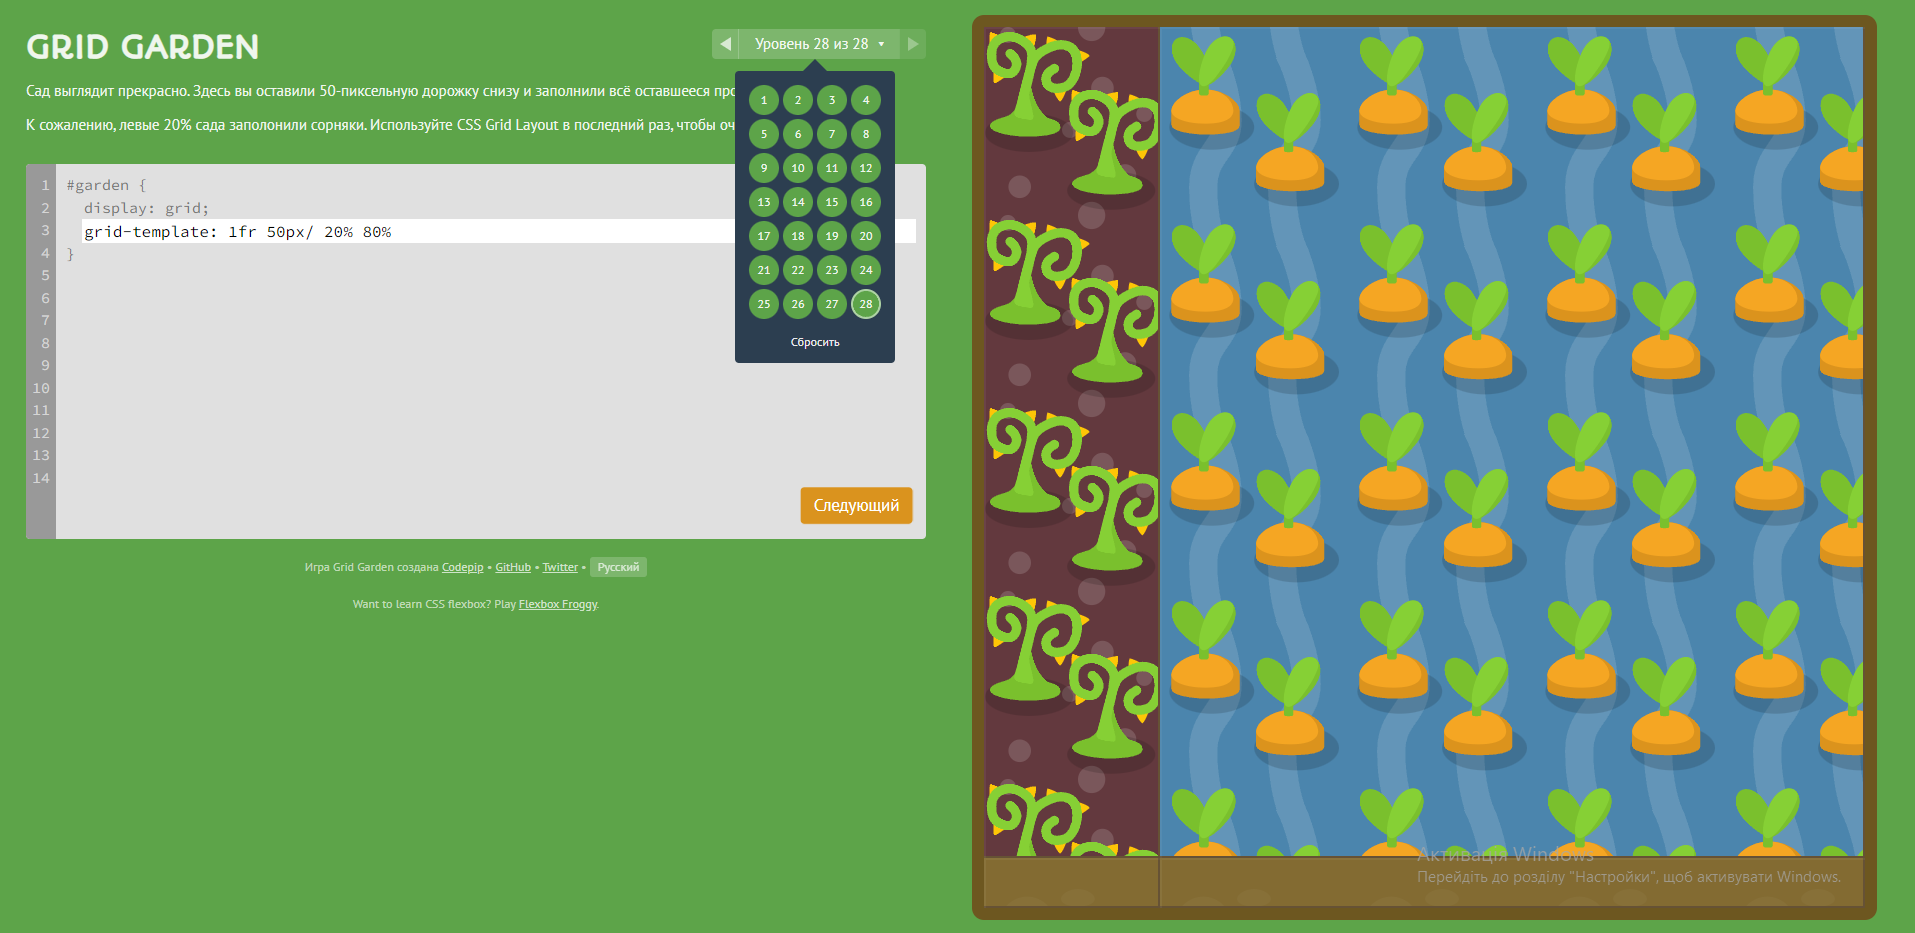 GRID GARDEN
Уровень 28 из 28
Сад выглядит прекрасно. Здесь вы оставили 50-пиксельную дорожку снизу и заполнили всё оставшееся
К сожалению, левые 20% сада заполонили сорняки. Используйте CSS Grid Layout в последний раз, чтобы
1 2 3 4
5 6 7 8
9 10 11 12
13 14 15 16
17 18 19 20
21 22 23 24
25 26 27 28
Сбросить
1 #garden {
2 display: grid;
3 grid-template: 1fr 50px/ 20% 80%
4 }
5
6
7
8
9
10
11
12
13
14
Следующий
Игра Grid Garden создана Codepip • GitHub • Twitter • Русский
Want to learn CSS flexbox? Play Flexbox Froggy.
Активація Windows
Перейдіть до розділу "Настройки", щоб активувати Windows.